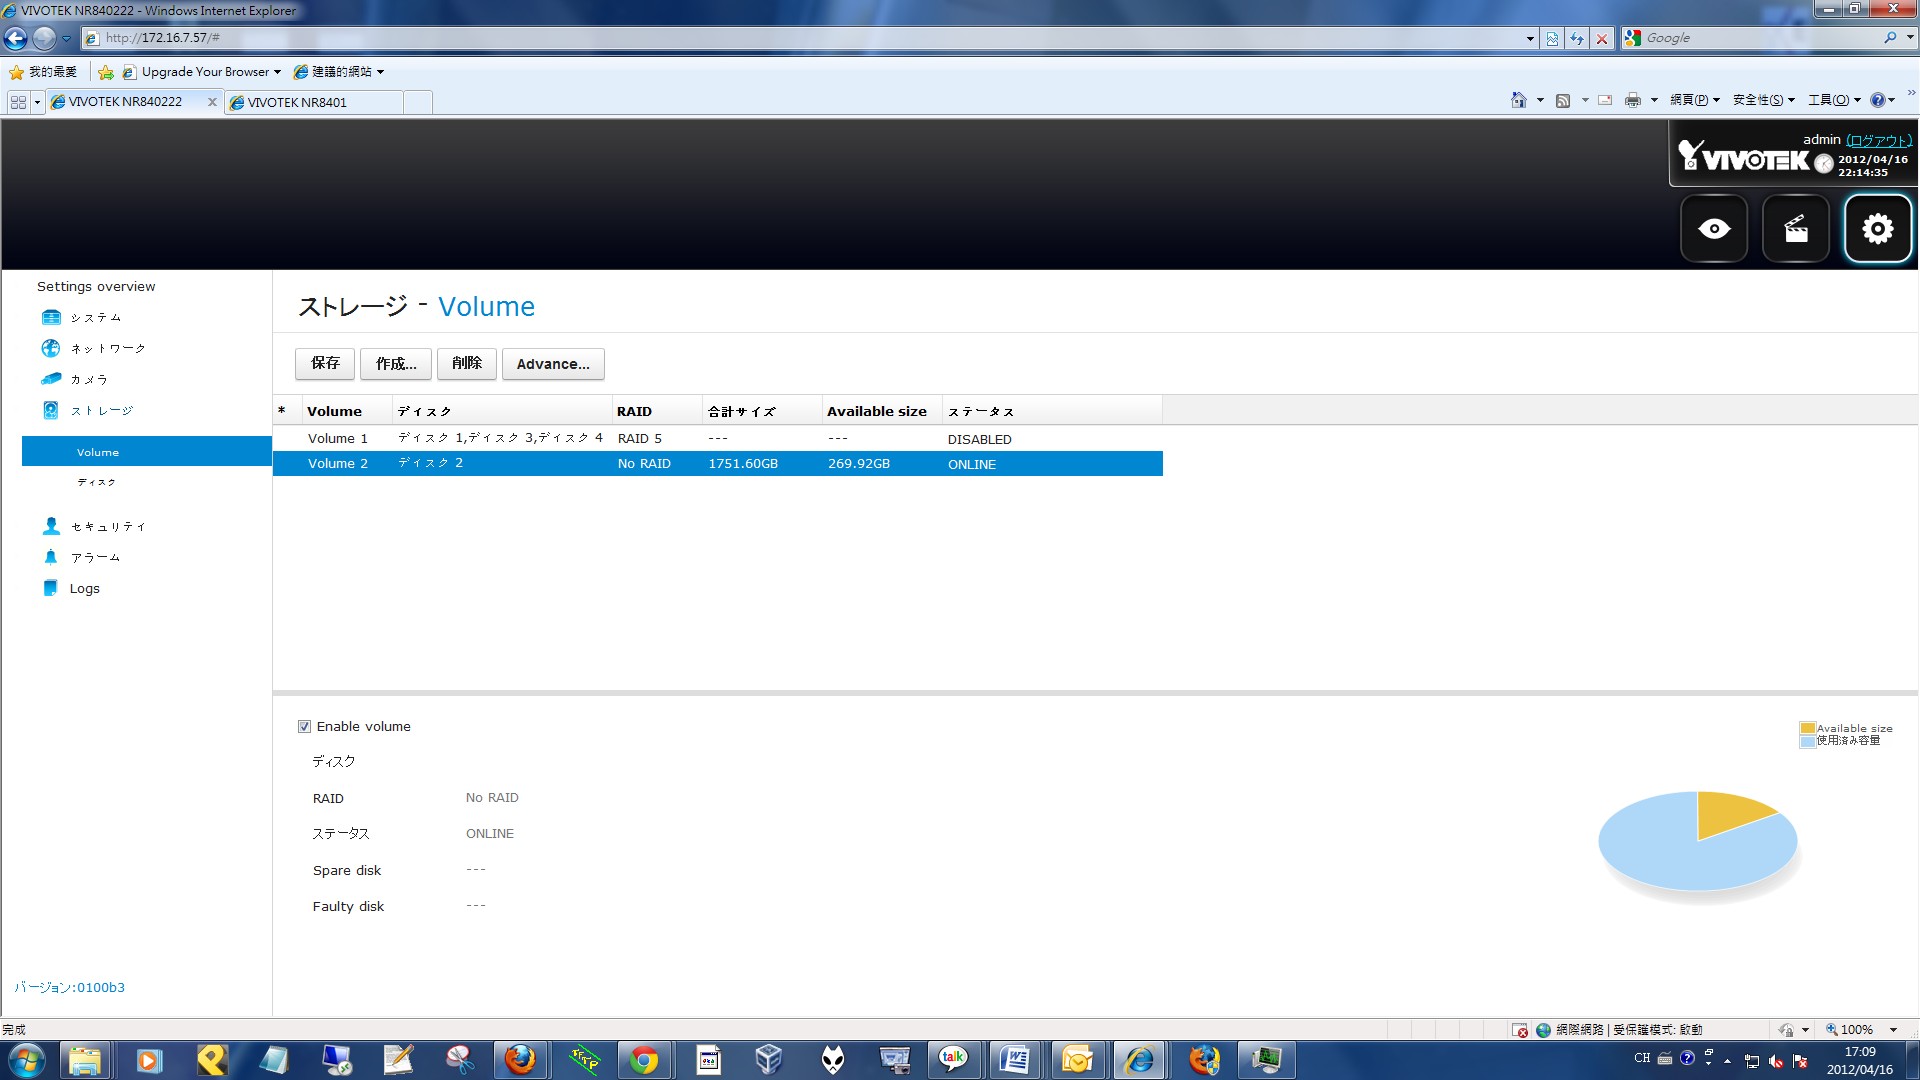 VIVOTEK NR840222 - Windows Internet Explorer
http://172.16.7.57/#
Google
我的最愛
Upgrade Your Browser
建議的網站
VIVOTEK NR840222
VIVOTEK NR8401
網頁(P)
安全性(S)
工具(O)
admin (ログアウト)
VIVOTEK
2012/04/16
22:14:35
Settings overview
システム
ネットワーク
カメラ
ストレージ
Volume
ディスク
セキュリティ
アラーム
Logs
バージョン:0100b3
ストレージ - Volume
保存 作成... 削除 Advance...
* Volume ディスク RAID 合計サイズ Available size ステータス
Volume 1 ディスク 1,ディスク 3,ディスク 4 RAID 5 --- --- DISABLED
Volume 2 ディスク 2 No RAID 1751.60GB 269.92GB ONLINE
Enable volume
ディスク
RAID No RAID
ステータス ONLINE
Spare disk ---
Faulty disk ---
Available size
使用済み容量
完成
網際網路 | 受保護模式: 啟動
100%
talk
CH
17:09
2012/04/16